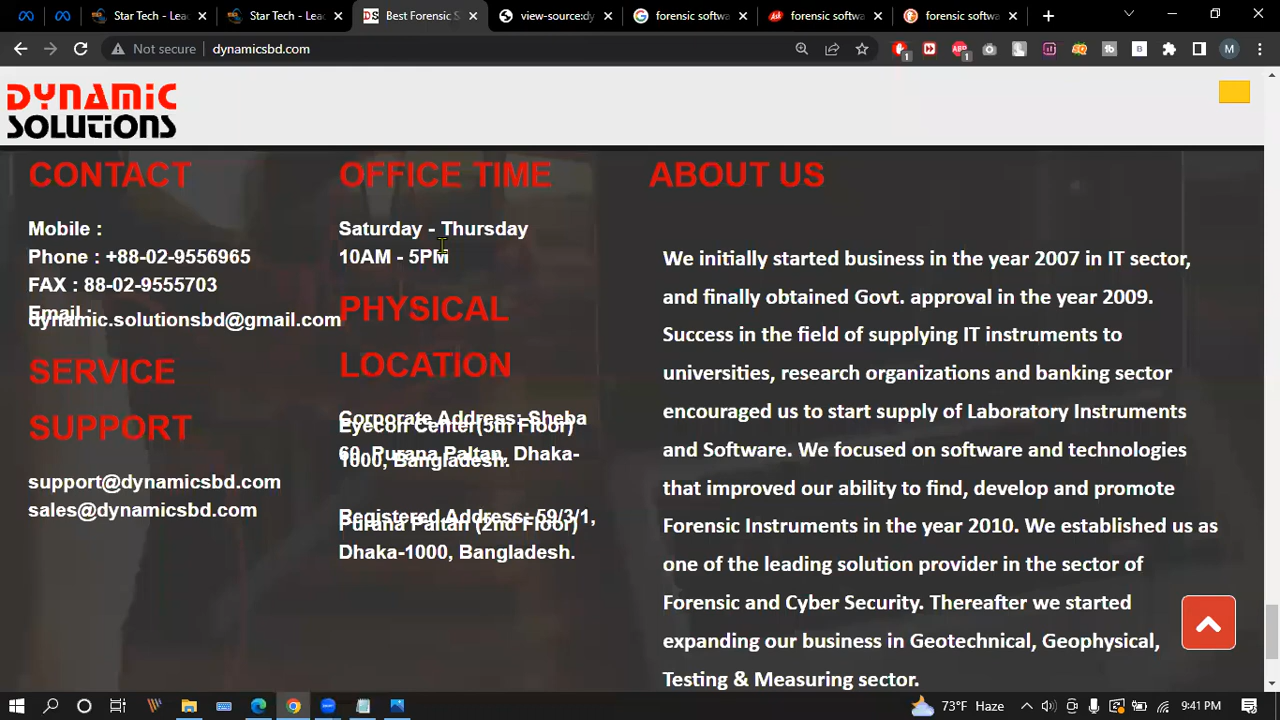 Star Tech - Lea
Star Tech - Lea
Best Forensic S
view-source:dy
forensic softwa
forensic softwa
forensic softwa
Not secure
dynamicsbd.com
DYNAMIC
SOLUTIONS
CONTACT
Mobile :
Phone : +88-02-9556965
FAX : 88-02-9555703
Email :
dynamic.solutionsbd@gmail.com
SERVICE
SUPPORT
support@dynamicsbd.com
sales@dynamicsbd.com
OFFICE TIME
Saturday - Thursday
10AM - 5PM
PHYSICAL
LOCATION
Corporate Address: Sheba
Eyecon Center(5th Floor)
60, Purana Paltan, Dhaka-
1000, Bangladesh.
Registered Address: 59/3/1,
Purana Paltan (2nd Floor)
Dhaka-1000, Bangladesh.
ABOUT US
We initially started business in the year 2007 in IT sector,
and finally obtained Govt. approval in the year 2009.
Success in the field of supplying IT instruments to
universities, research organizations and banking sector
encouraged us to start supply of Laboratory Instruments
and Software. We focused on software and technologies
that improved our ability to find, develop and promote
Forensic Instruments in the year 2010. We established us as
one of the leading solution provider in the sector of
Forensic and Cyber Security. Thereafter we started
expanding our business in Geotechnical, Geophysical,
Testing & Measuring sector.
73°F Haze
9:41 PM